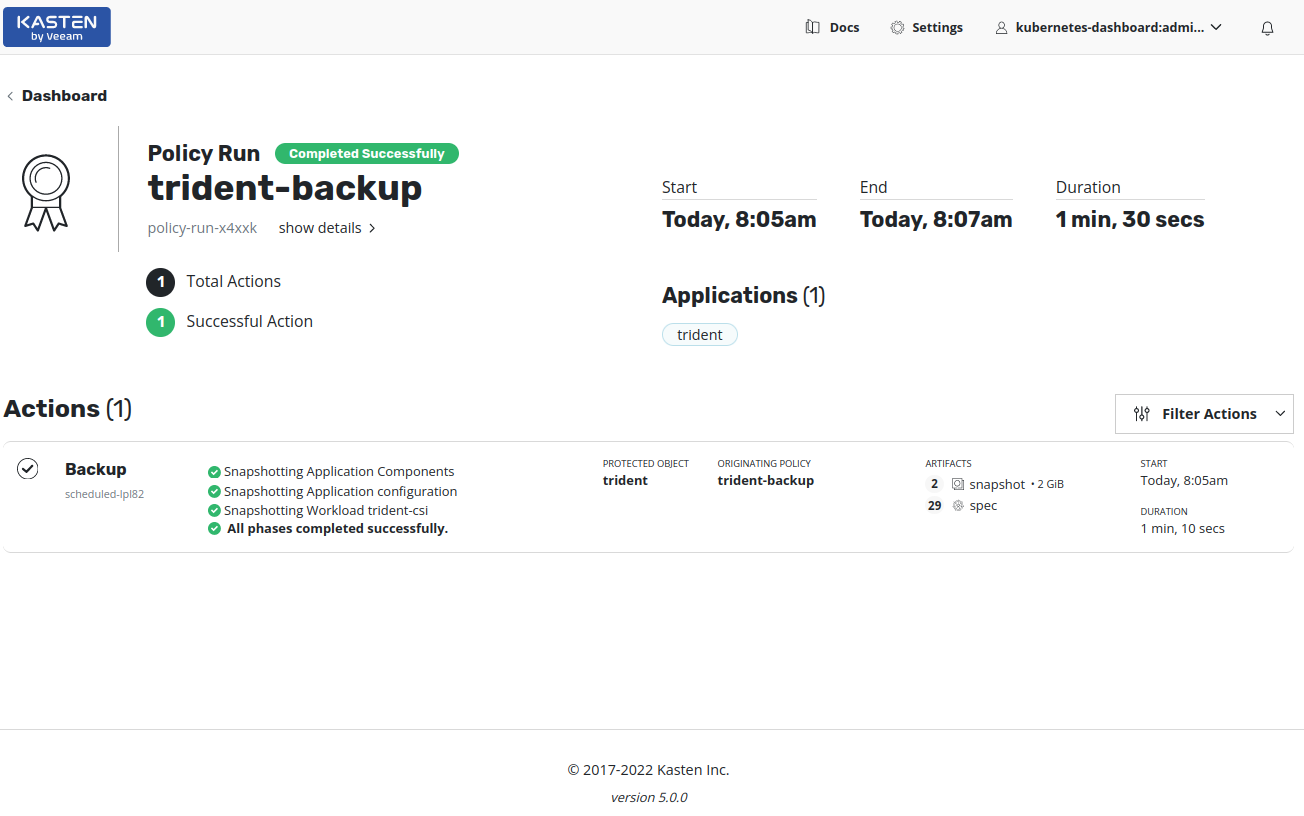 KASTEN
by Veeam
Docs
Settings
kubernetes-dashboard:admi...
Dashboard
Policy Run
Completed Successfully
trident-backup
policy-run-x4xxk
show details
1 Total Actions
1 Successful Action
Start
Today, 8:05am
End
Today, 8:07am
Duration
1 min, 30 secs
Applications (1)
trident
Actions (1)
Filter Actions
Backup
scheduled-lpl82
Snapshotting Application Components
Snapshotting Application configuration
Snapshotting Workload trident-csi
All phases completed successfully.
PROTECTED OBJECT
trident
ORIGINATING POLICY
trident-backup
ARTIFACTS
2 snapshot • 2 GiB
29 spec
START
Today, 8:05am
DURATION
1 min, 10 secs
© 2017-2022 Kasten Inc.
version 5.0.0